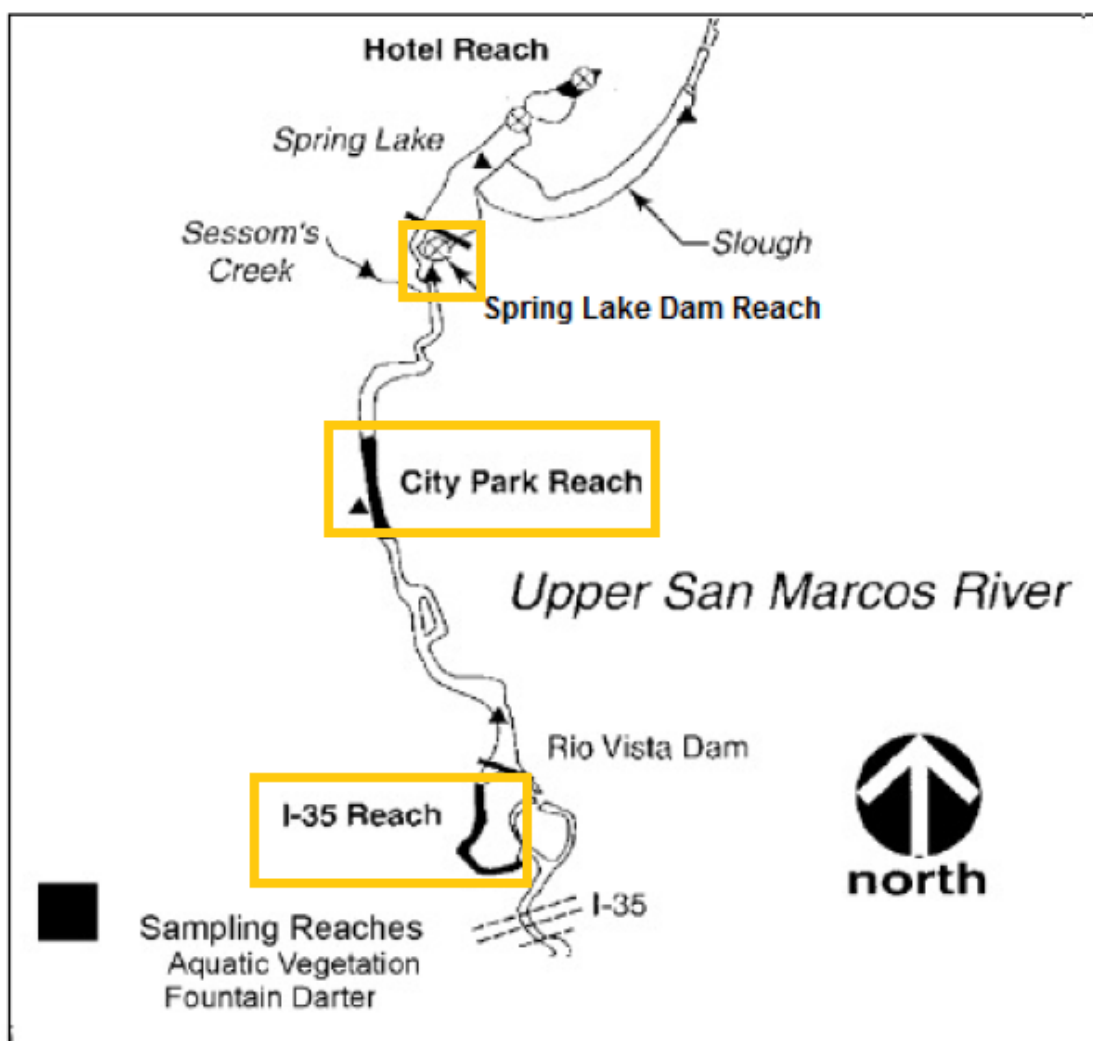 Hotel Reach
Spring Lake
Sessom's
Creek
Slough
Spring Lake Dam Reach
City Park Reach
Upper San Marcos River
Rio Vista Dam
I-35 Reach
north
I-35
Sampling Reaches
Aquatic Vegetation
Fountain Darter